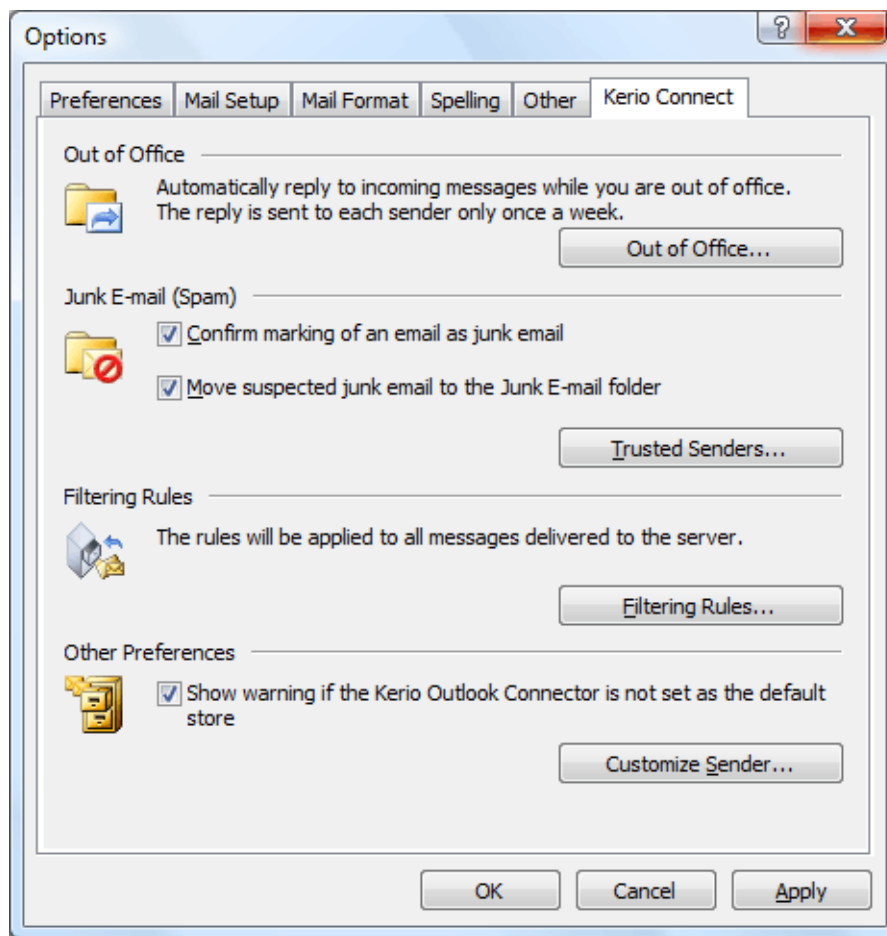 Options
?
X
Preferences
Mail Setup
Mail Format
Spelling
Other
Kerio Connect
Out of Office
Automatically reply to incoming messages while you are out of office.
The reply is sent to each sender only once a week.
Out of Office...
Junk E-mail (Spam)
Confirm marking of an email as junk email
Move suspected junk email to the Junk E-mail folder
Trusted Senders...
Filtering Rules
The rules will be applied to all messages delivered to the server.
Filtering Rules...
Other Preferences
Show warning if the Kerio Outlook Connector is not set as the default
store
Customize Sender...
OK
Cancel
Apply